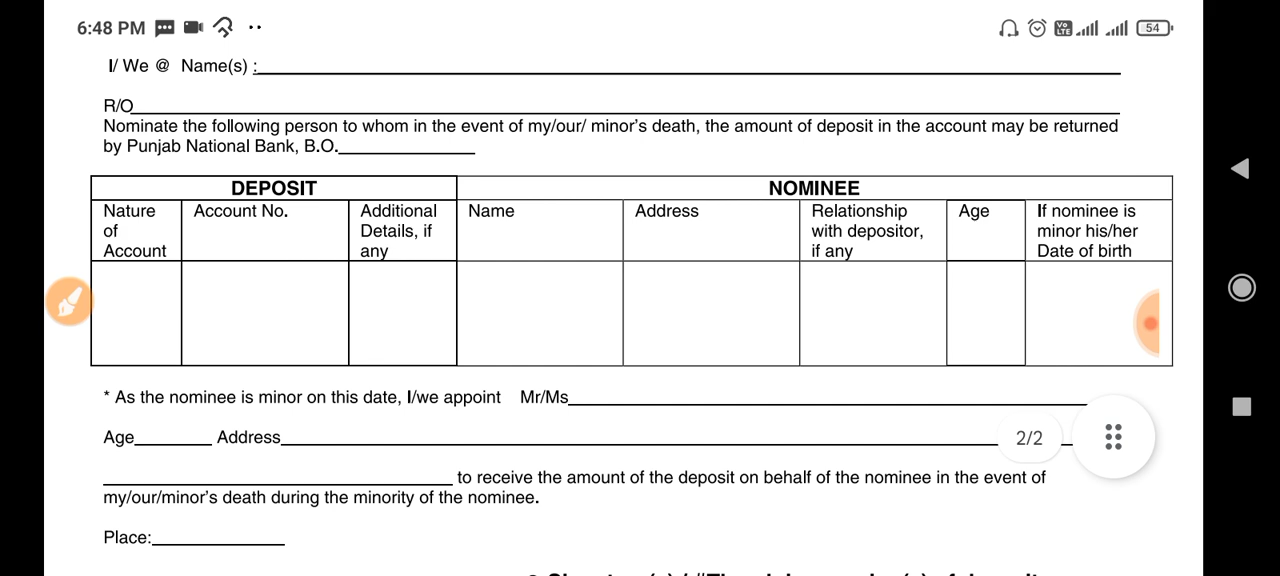 6:48 PM
54
I/ We @ Name(s) :
R/O
Nominate the following person to whom in the event of my/our/ minor's death, the amount of deposit in the account may be returned
by Punjab National Bank, B.O.
DEPOSIT NOMINEE
Nature of Account
Account No.
Additional Details, if any
Name
Address
Relationship with depositor, if any
Age
If nominee is minor his/her Date of birth
* As the nominee is minor on this date, I/we appoint Mr/Ms
Age Address
2/2
to receive the amount of the deposit on behalf of the nominee in the event of
my/our/minor's death during the minority of the nominee.
Place: